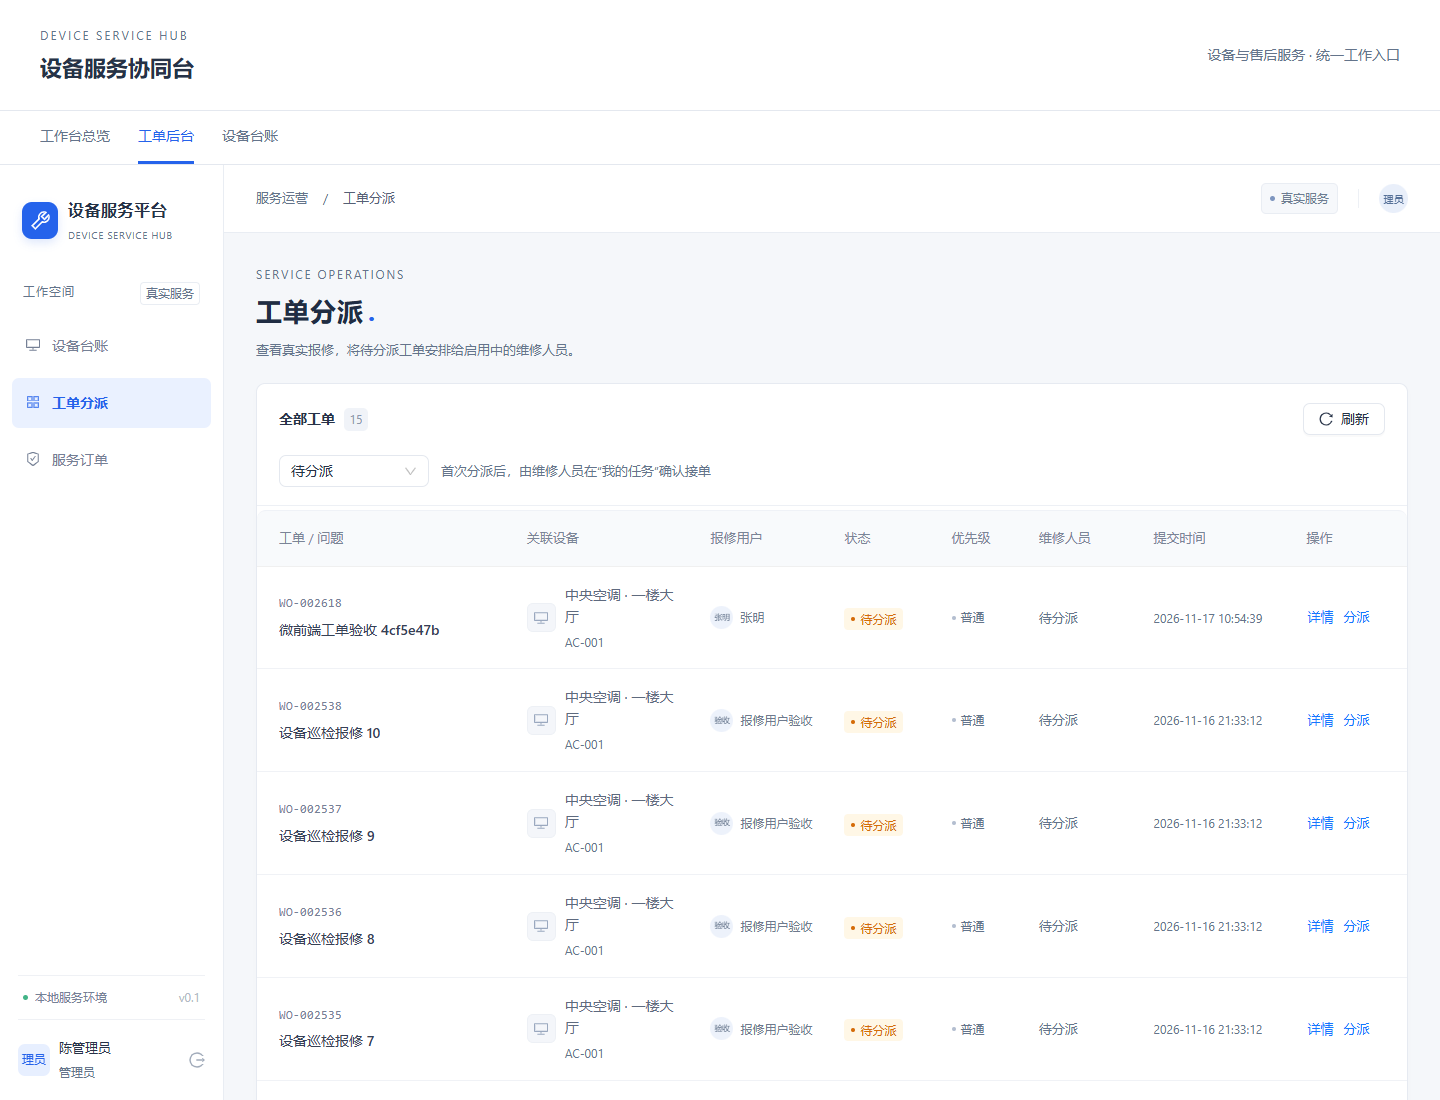 DEVICE SERVICE HUB
设备服务协同台
设备与售后服务 · 统一工作入口
工作台总览
工单后台
设备台账
设备服务平台
DEVICE SERVICE HUB
工作空间
真实服务
设备台账
工单分派
服务订单
本地服务环境
v0.1
理员
陈管理员
管理员
服务运营 / 工单分派
真实服务
理员
SERVICE OPERATIONS
工单分派.
查看真实报修，将待分派工单安排给启用中的维修人员。
全部工单 15
刷新
待分派
首次分派后，由维修人员在“我的任务”确认接单
工单 / 问题 关联设备 报修用户 状态 优先级 维修人员 提交时间 操作
WO-002618
微前端工单验收 4cf5e47b
中央空调 · 一楼大
厅
AC-001
张明 张明
待分派
普通
待分派
2026-11-17 10:54:39
详情 分派
WO-002538
设备巡检报修 10
中央空调 · 一楼大
厅
AC-001
验收 报修用户验收
待分派
普通
待分派
2026-11-16 21:33:12
详情 分派
WO-002537
设备巡检报修 9
中央空调 · 一楼大
厅
AC-001
验收 报修用户验收
待分派
普通
待分派
2026-11-16 21:33:12
详情 分派
WO-002536
设备巡检报修 8
中央空调 · 一楼大
厅
AC-001
验收 报修用户验收
待分派
普通
待分派
2026-11-16 21:33:12
详情 分派
WO-002535
设备巡检报修 7
中央空调 · 一楼大
厅
AC-001
验收 报修用户验收
待分派
普通
待分派
2026-11-16 21:33:12
详情 分派